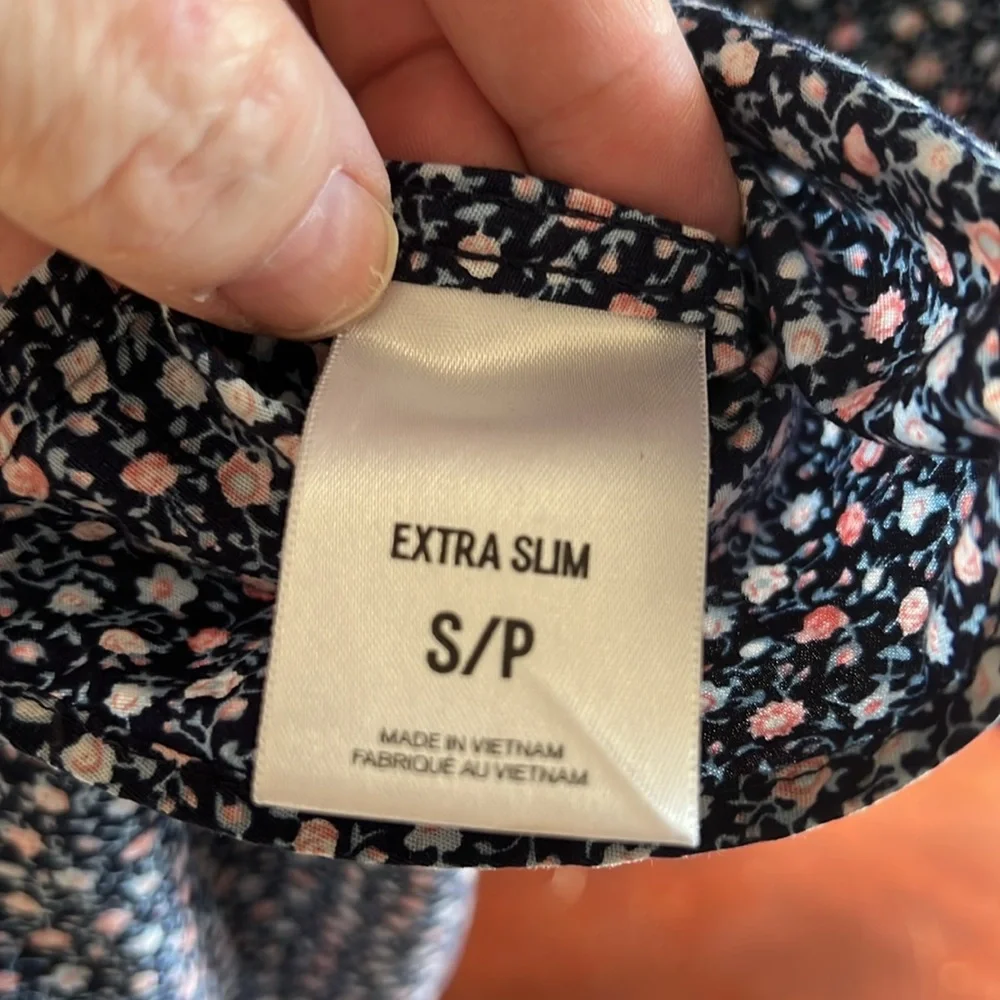 EXTRA SLIM
S/P
MADE IN VIETNAM
FABRIQUÉ AU VIETNAM